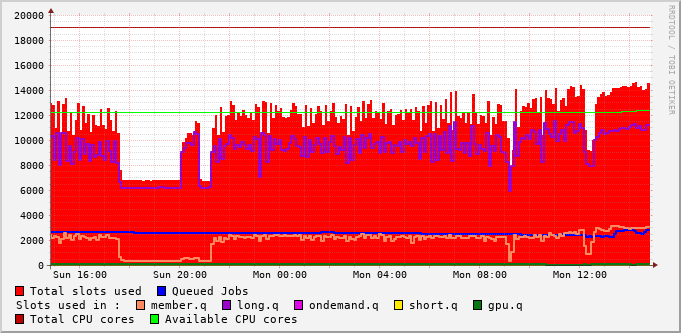 20000
18000
16000
14000
12000
10000
8000
6000
4000
2000
0
Sun 16:00 Sun 20:00 Mon 00:00 Mon 04:00 Mon 08:00 Mon 12:00
Total slots used Queued Jobs
Slots used in : member.q long.q ondemand.q short.q gpu.q
Total CPU cores Available CPU cores
RRDTOOL / TOBI OETIKER